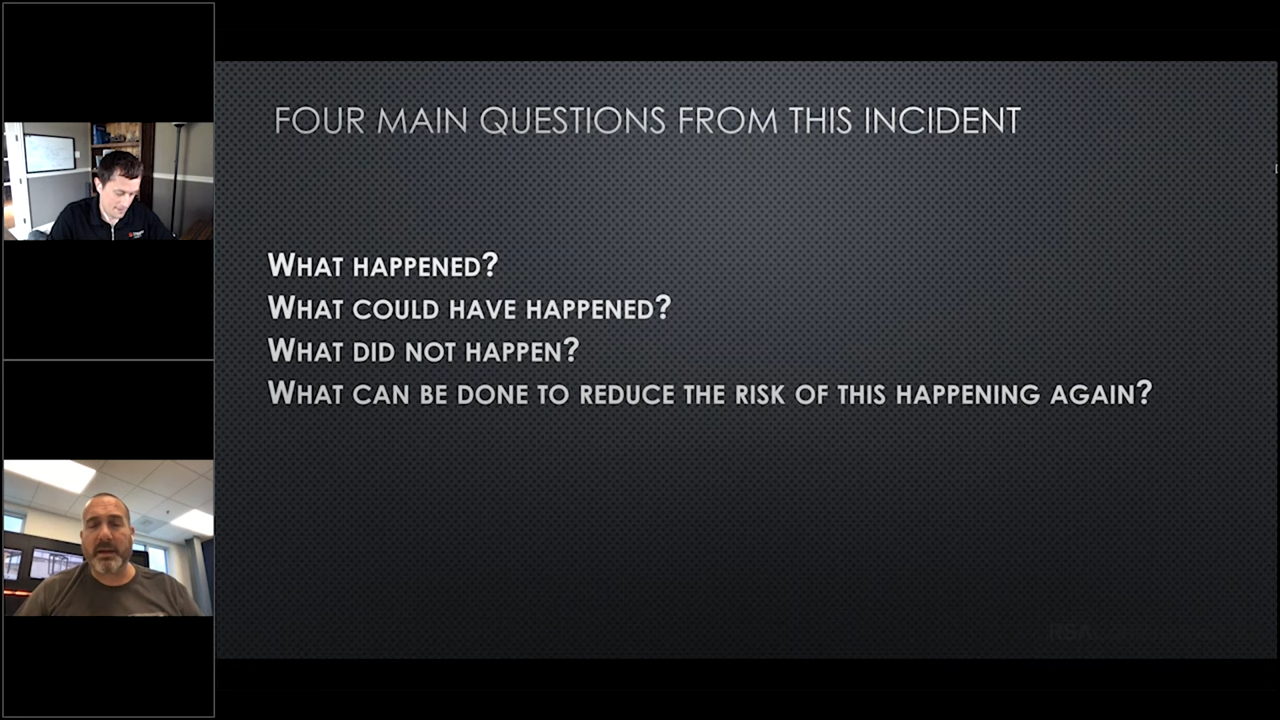 FOUR MAIN QUESTIONS FROM THIS INCIDENT
WHAT HAPPENED?
WHAT COULD HAVE HAPPENED?
WHAT DID NOT HAPPEN?
WHAT CAN BE DONE TO REDUCE THE RISK OF THIS HAPPENING AGAIN?